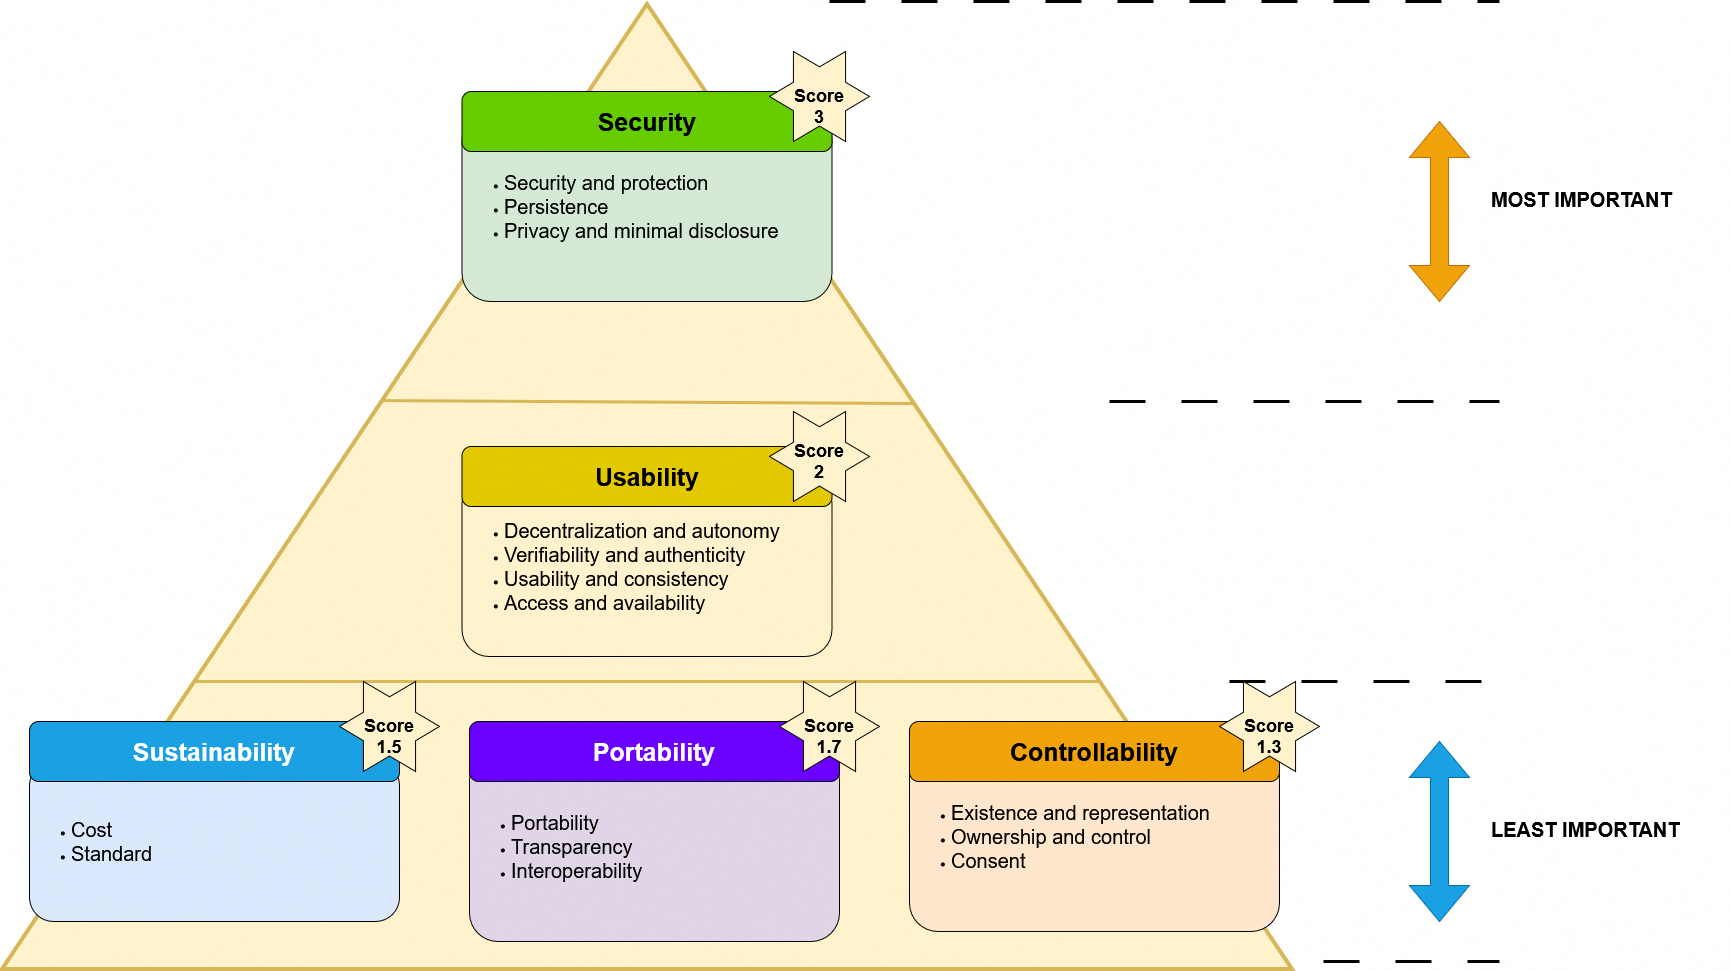 Score
3
Security
• Security and protection
• Persistence
• Privacy and minimal disclosure
MOST IMPORTANT
Score
2
Usability
• Decentralization and autonomy
• Verifiability and authenticity
• Usability and consistency
• Access and availability
Score
1.5
Sustainability
• Cost
• Standard
Score
1.7
Portability
• Portability
• Transparency
• Interoperability
Score
1.3
Controllability
• Existence and representation
• Ownership and control
• Consent
LEAST IMPORTANT